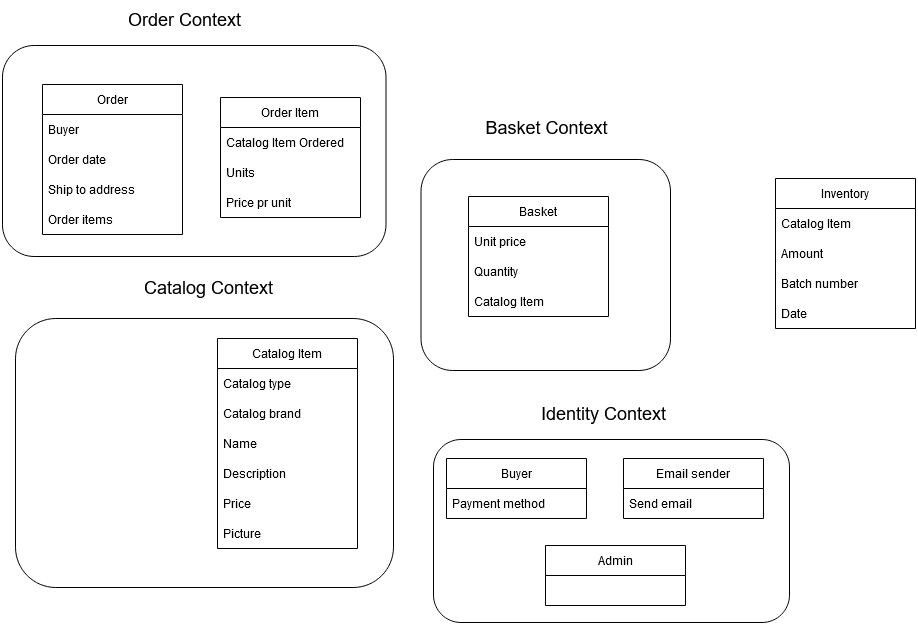 Order Context
Order
Buyer
Order date
Ship to address
Order items
Order Item
Catalog Item Ordered
Units
Price pr unit
Basket Context
Basket
Unit price
Quantity
Catalog Item
Inventory
Catalog Item
Amount
Batch number
Date
Catalog Context
Catalog Item
Catalog type
Catalog brand
Name
Description
Price
Picture
Identity Context
Buyer
Payment method
Email sender
Send email
Admin